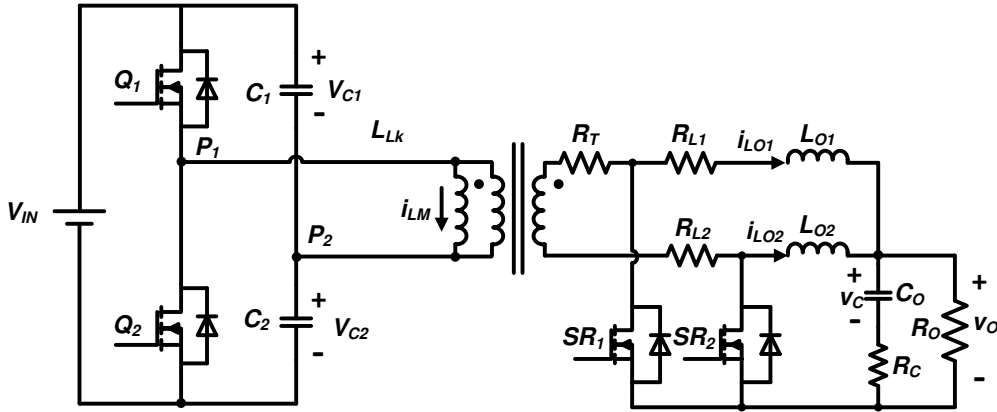 Q1
C1
+
VC1
-
P1
LLk
RT
RL1
iLO1
LO1
VIN
iLM
P2
RL2
iLO2
LO2
Q2
C2
+
VC2
-
SR1
SR2
+
vC
-
CO
RC
RO
+
vO
-